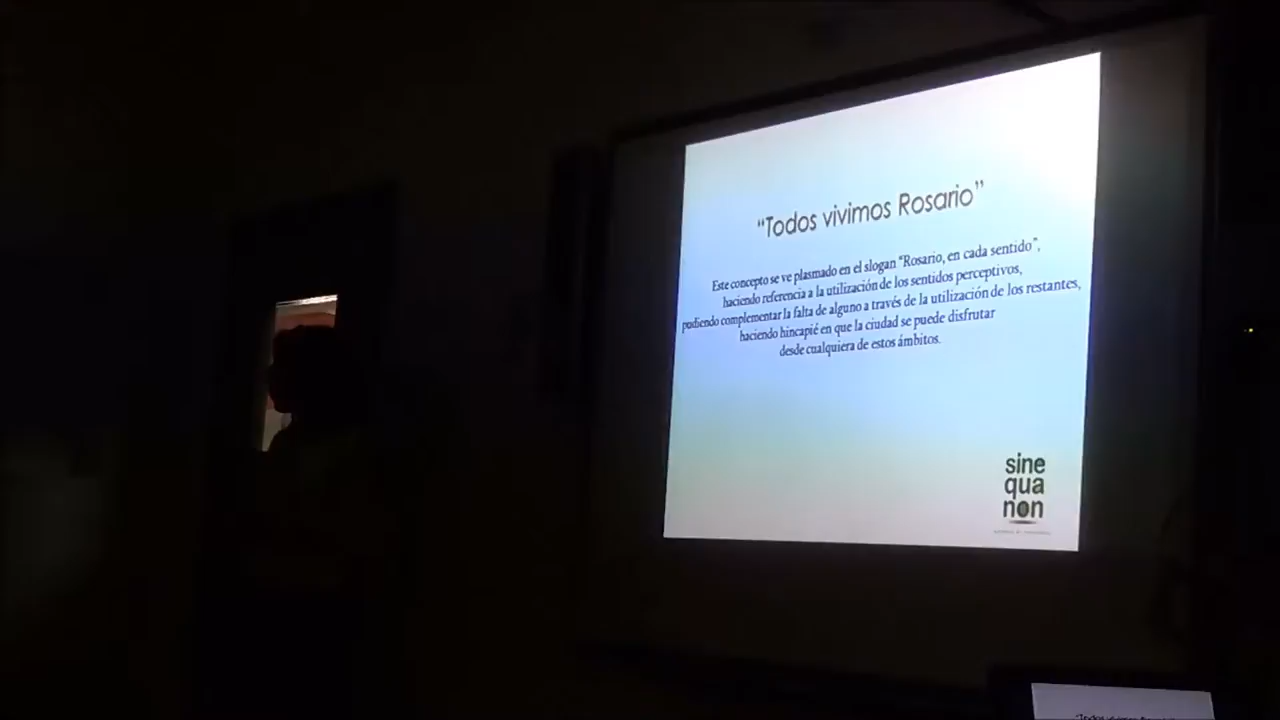 “Todos vivimos Rosario”
Este concepto se ve plasmado en el slogan “Rosario, en cada sentido”,
haciendo referencia a la utilización de los sentidos perceptivos,
pudiendo complementar la falta de alguno a través de la utilización de los restantes,
haciendo hincapié en que la ciudad se puede disfrutar
desde cualquiera de estos ámbitos.
sine
qua
non